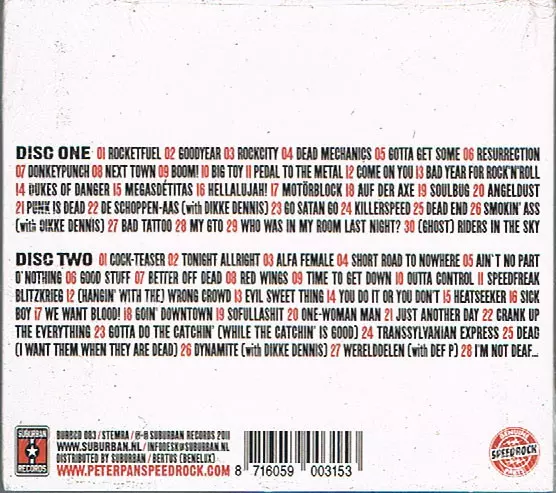 DISC ONE 01 ROCKETFUEL 02 GOODYEAR 03 ROCKCITY 04 DEAD MECHANICS 05 GOTTA GET SOME 06 RESURRECTION
07 DONKEYPUNCH 08 NEXT TOWN 09 BOOM! 10 BIG TOY 11 PEDAL TO THE METAL 12 COME ON YOU 13 BAD YEAR FOR ROCK'N'ROLL
14 DUKES OF DANGER 15 MEGASDÉTITAS 16 HELLALUJAH! 17 MOTÖRBLOCK 18 AUF DER AXE 19 SOULBUG 20 ANGELDUST
21 PUNK IS DEAD 22 DE SCHOPPEN-AAS (with DIKKE DENNIS) 23 GO SATAN GO 24 KILLERSPEED 25 DEAD END 26 SMOKIN' ASS
(with DIKKE DENNIS) 27 BAD TATTOO 28 MY GTO 29 WHO WAS IN MY ROOM LAST NIGHT? 30 (GHOST) RIDERS IN THE SKY
DISC TWO 01 COCK-TEASER 02 TONIGHT ALLRIGHT 03 ALFA FEMALE 04 SHORT ROAD TO NOWHERE 05 AIN'T NO PART
O'NOTHING 06 GOOD STUFF 07 BETTER OFF DEAD 08 RED WINGS 09 TIME TO GET DOWN 10 OUTTA CONTROL 11 SPEEDFREAK
BLITZKRIEG 12 (HANGIN' WITH THE) WRONG CROWD 13 EVIL SWEET THING 14 YOU DO IT OR YOU DON'T 15 HEATSEEKER 16 SICK
BOY 17 WE WANT BLOOD! 18 GOIN' DOWNTOWN 19 SOFULLASHIT 20 ONE-WOMAN MAN 21 JUST ANOTHER DAY 22 CRANK UP
THE EVERYTHING 23 GOTTA DO THE CATCHIN' (WHILE THE CATCHIN' IS GOOD) 24 TRANSSYLVANIAN EXPRESS 25 DEAD
(I WANT THEM WHEN THEY ARE DEAD) 26 DYNAMITE (with DIKKE DENNIS) 27 WERELDDELEN (with DEF P) 28 I'M NOT DEAF...
SUBURBAN
RECORDS
BURBCD 083 / STEMRA / ℗-© SUBURBAN RECORDS 2011
WWW.SUBURBAN.NL / INFODESK@SUBURBAN.NL
DISTRIBUTED BY SUBURBAN / BERTUS (BENELUX)
WWW.PETERPANSPEEDROCK.COM
8 716059 003153
GENUINE
SPEEDROCK